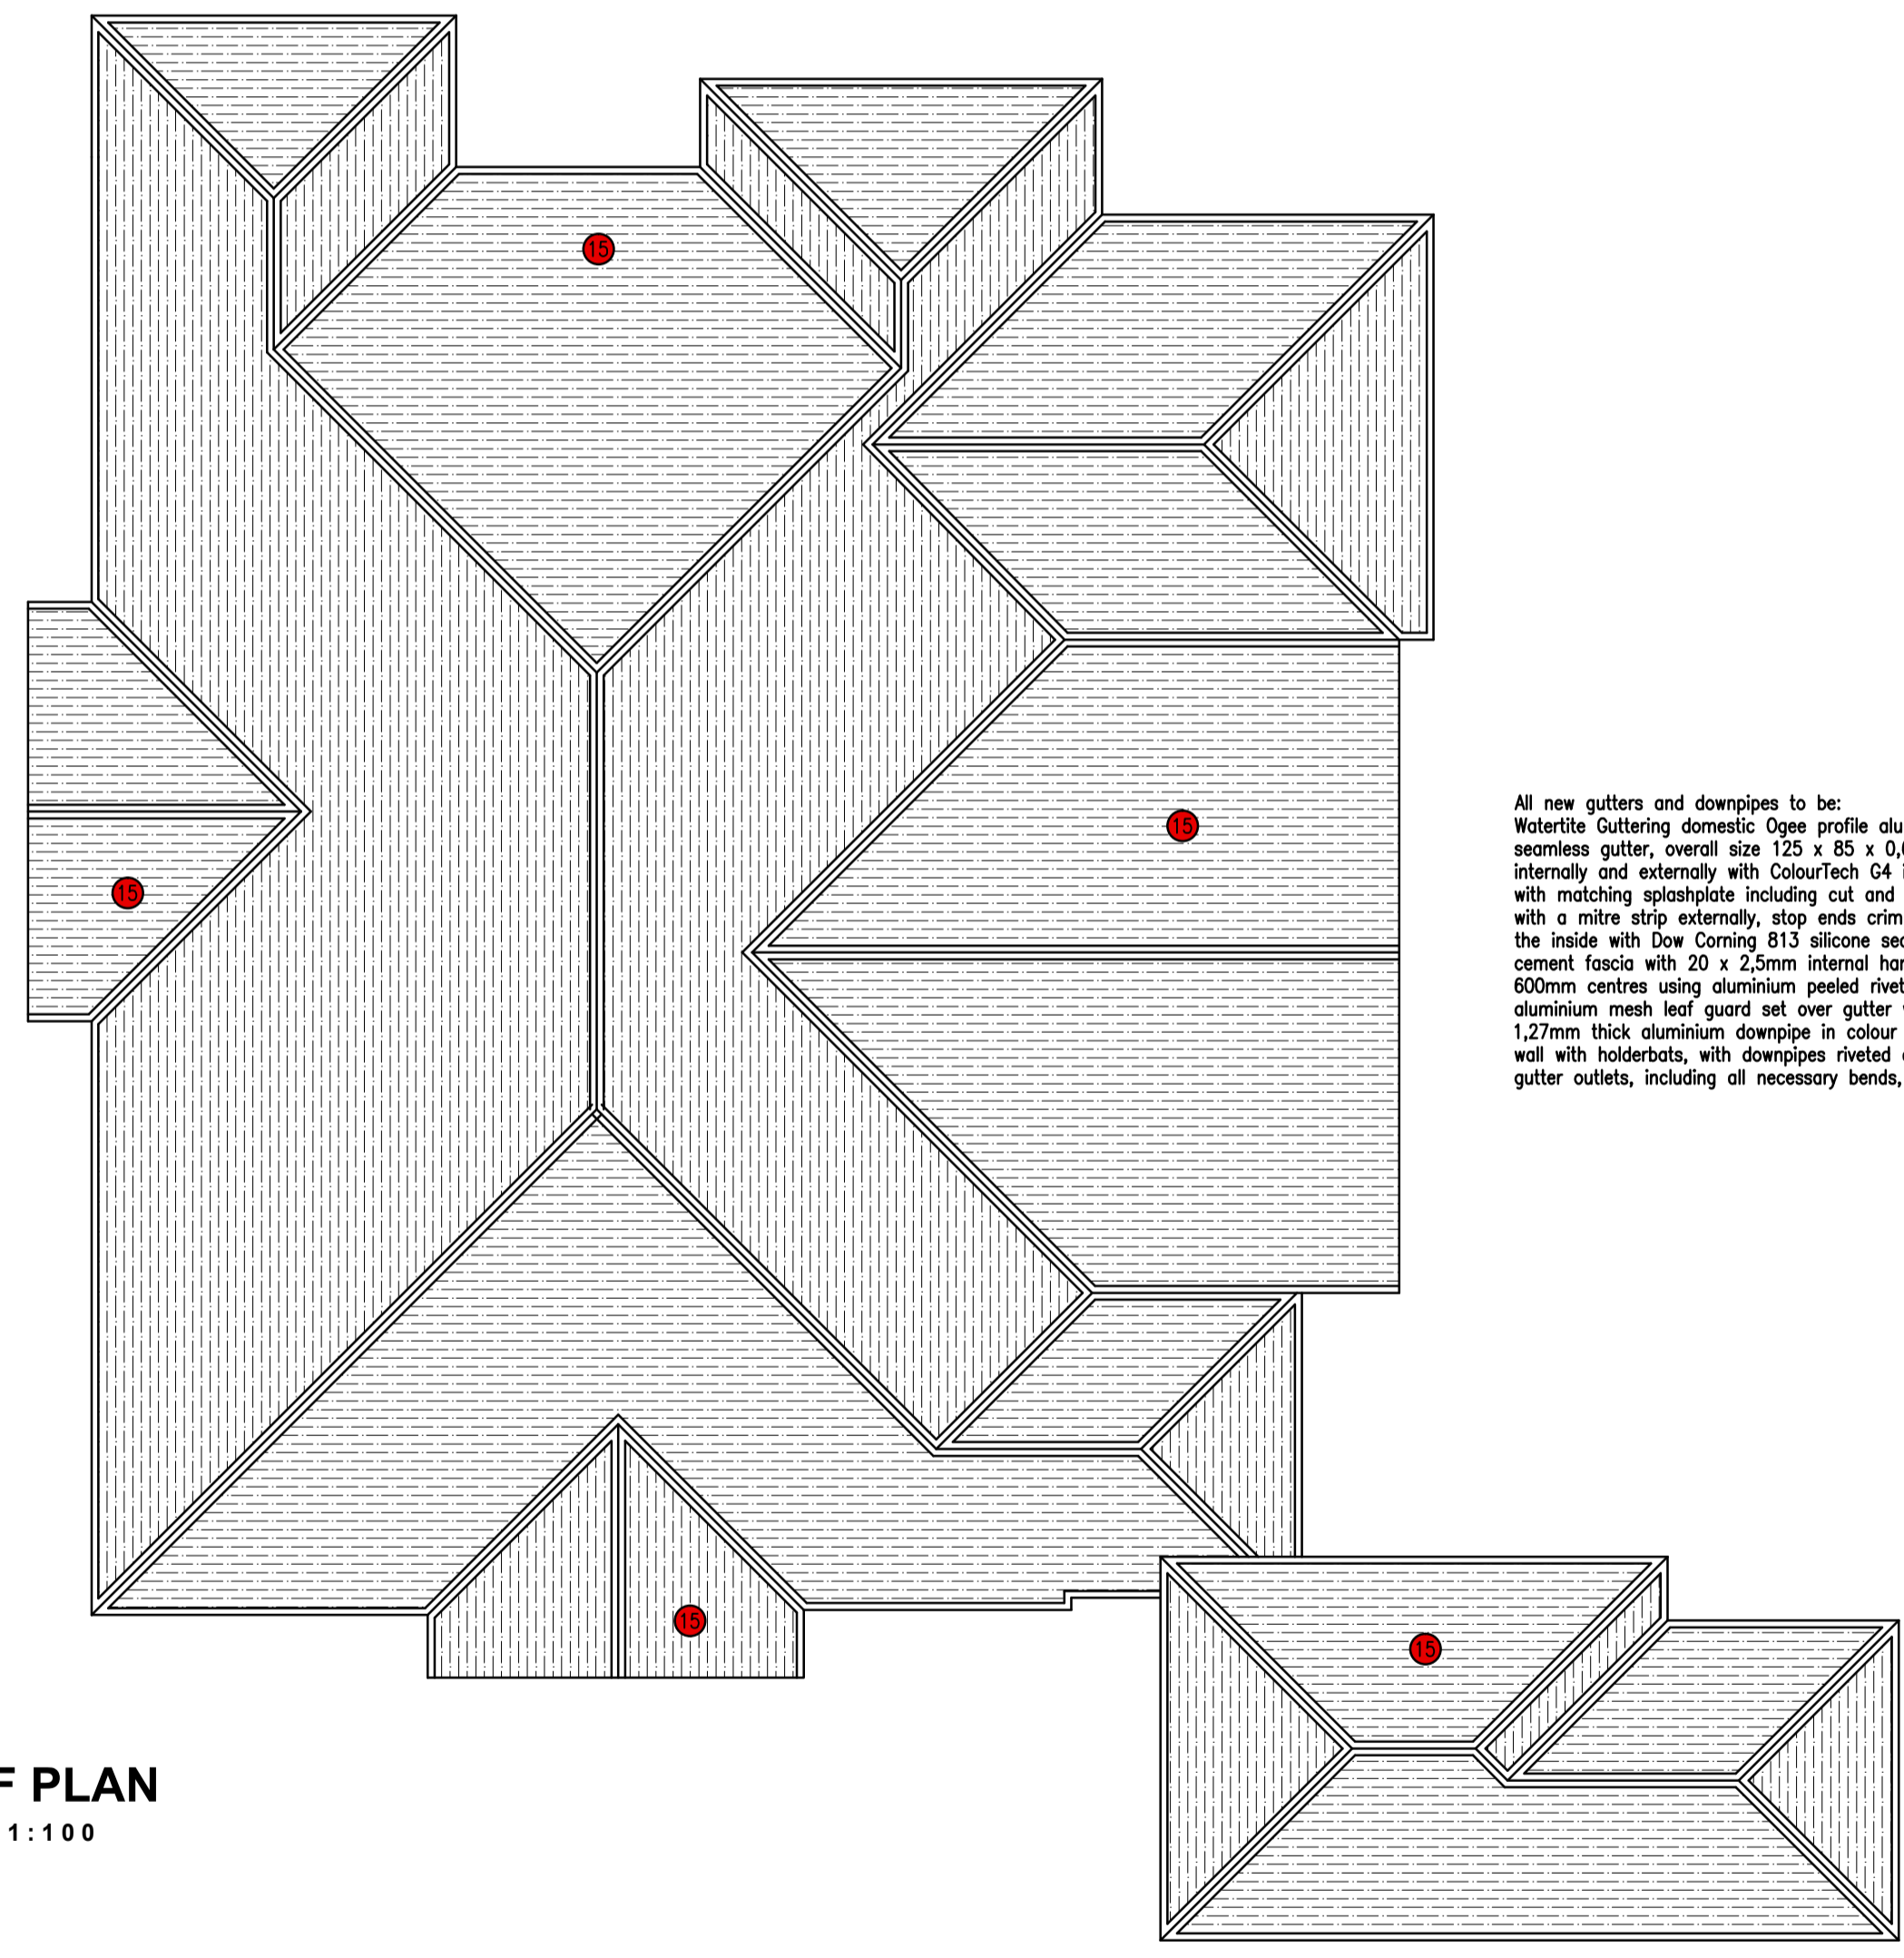 15
15
15
15
15
All new gutters and downpipes to be:
Watertite Guttering domestic Ogee profile alu
seamless gutter, overall size 125 x 85 x 0,
internally and externally with ColourTech G4
with matching splashplate including cut and
with a mitre strip externally, stop ends crim
the inside with Dow Corning 813 silicone
cement fascia with 20 x 2,5mm internal
600mm centres using aluminium peeled rivet
aluminium mesh leaf guard set over gutter
1,27mm thick aluminium downpipe in colour
wall with holderbats, with downpipes riveted
gutter outlets, including all necessary bends,
F PLAN
1:100